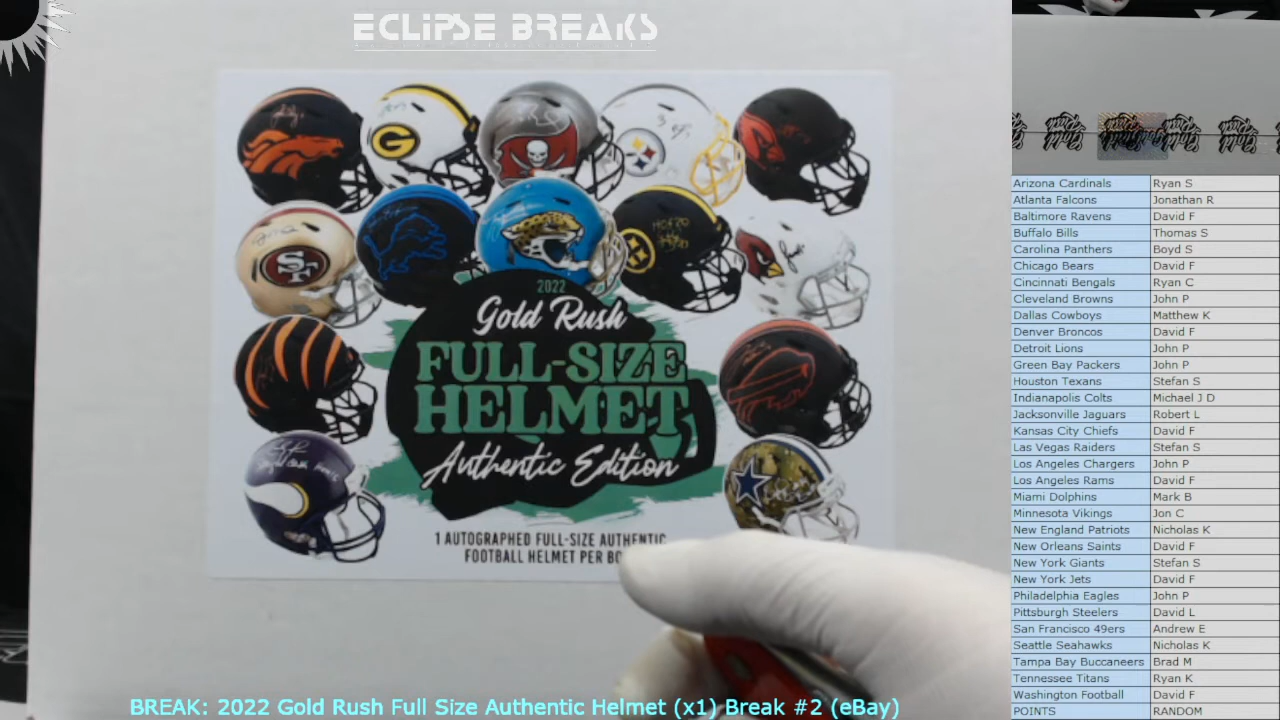 ECLIPSE BREAKS
2022
Gold Rush
FULL-SIZE
HELMET
Authentic Edition
1 AUTOGRAPHED FULL-SIZE AUTHENTIC
FOOTBALL HELMET PER
BREAK: 2022 Gold Rush Full Size Authentic Helmet (x1) Break #2 (eBay)
Arizona Cardinals Ryan S
Atlanta Falcons Jonathan R
Baltimore Ravens David F
Buffalo Bills Thomas S
Carolina Panthers Boyd S
Chicago Bears David F
Cincinnati Bengals Ryan C
Cleveland Browns John P
Dallas Cowboys Matthew K
Denver Broncos David F
Detroit Lions John P
Green Bay Packers John P
Houston Texans Stefan S
Indianapolis Colts Michael J D
Jacksonville Jaguars Robert L
Kansas City Chiefs David F
Las Vegas Raiders Stefan S
Los Angeles Chargers John P
Los Angeles Rams David F
Miami Dolphins Mark B
Minnesota Vikings Jon C
New England Patriots Nicholas K
New Orleans Saints David F
New York Giants Stefan S
New York Jets David F
Philadelphia Eagles John P
Pittsburgh Steelers David L
San Francisco 49ers Andrew E
Seattle Seahawks Nicholas K
Tampa Bay Buccaneers Brad M
Tennessee Titans Ryan K
Washington Football David F
POINTS RANDOM